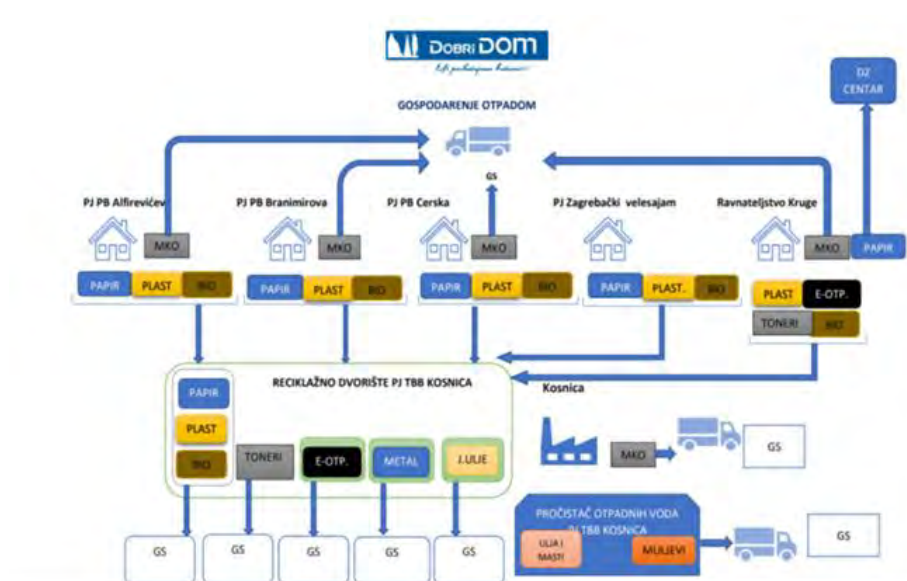 DOBRI DOM
DZ
CENTAR
GOSPODARENJE OTPADOM
GS
PJ PB Alfirevićev
PJ PB Branimirova
PJ PB Cerska
PJ Zagrebački velesajam
Ravnateljstvo Kruge
MKO
MKO
MKO
MKO
PAPIR
PAPIR
PLAST
BIO
PAPIR
PLAST
BIO
PAPIR
PLAST
BIO
PAPIR
PLAST.
BIO
PLAST
E-OTP.
TONERI
BIO
RECIKLAŽNO DVORIŠTE PJ TBB KOSNICA
PAPIR
PLAST
BIO
TONERI
E-OTP.
METAL
J.ULJE
Kosnica
MKO
GS
PROČISTAČ OTPADNIH VODA
PJ TBB KOSNICA
ULJA I
MASTI
MULJEVI
GS
GS
GS
GS
GS
GS